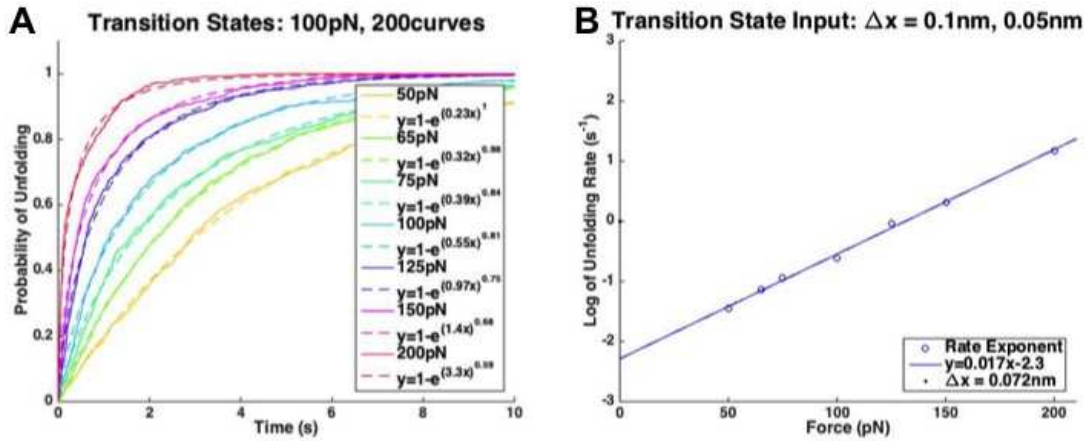 A
Transition States: 100pN, 200curves
Probability of Unfolding
1
0.8
0.6
0.4
0.2
0
50pN
y=1-e^(0.23x)^1
65pN
y=1-e^(0.32x)^0.98
75pN
y=1-e^(0.39x)^0.84
100pN
y=1-e^(0.55x)^0.81
125pN
y=1-e^(0.97x)^0.75
150pN
y=1-e^(1.4x)^0.68
200pN
y=1-e^(3.3x)^0.59
0 2 4 6 8 10
Time (s)
B
Transition State Input: Δx = 0.1nm, 0.05nm
Log of Unfolding Rate (s⁻¹)
3
2
1
0
-1
-2
-3
Rate Exponent
y=0.017x-2.3
Δx = 0.072nm
0 50 100 150 200
Force (pN)